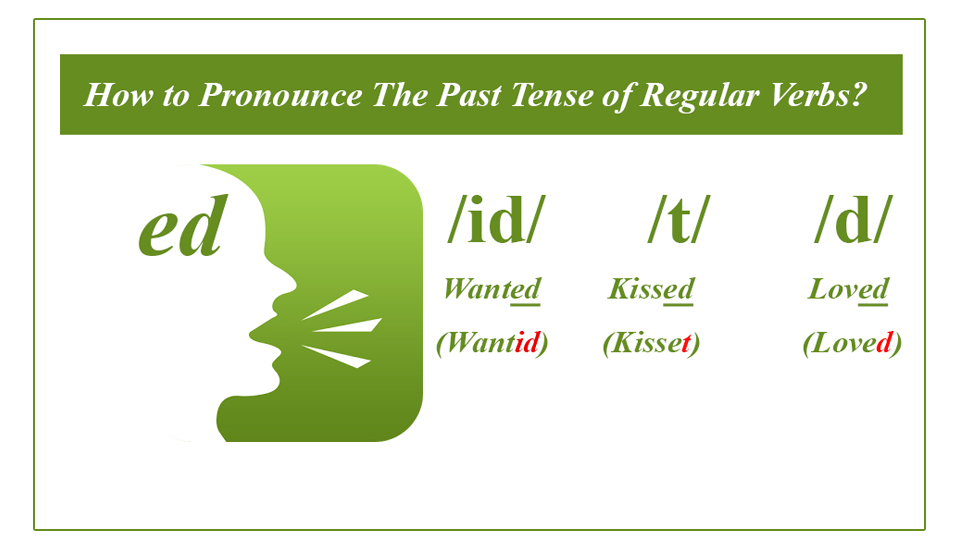 How to Pronounce The Past Tense of Regular Verbs?
ed
/id/ /t/ /d/
Wanted Kissed Loved
(Wantid) (Kisset) (Loved)